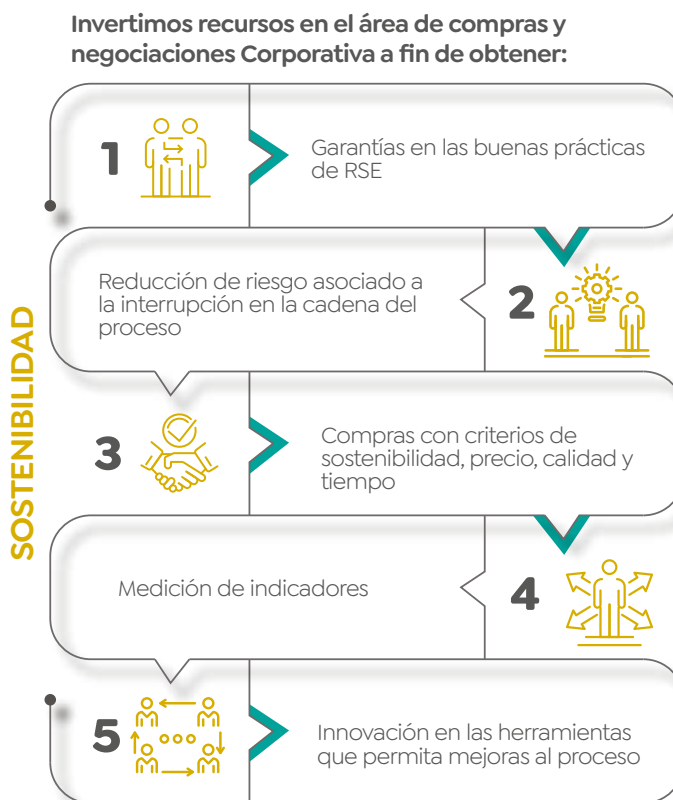 Invertimos recursos en el área de compras y
negociaciones Corporativa a fin de obtener:
SOSTENIBILIDAD
1
Garantías en las buenas prácticas
de RSE
2
Reducción de riesgo asociado a
la interrupción en la cadena del
proceso
3
Compras con criterios de
sostenibilidad, precio, calidad y
tiempo
4
Medición de indicadores
5
Innovación en las herramientas
que permita mejoras al proceso